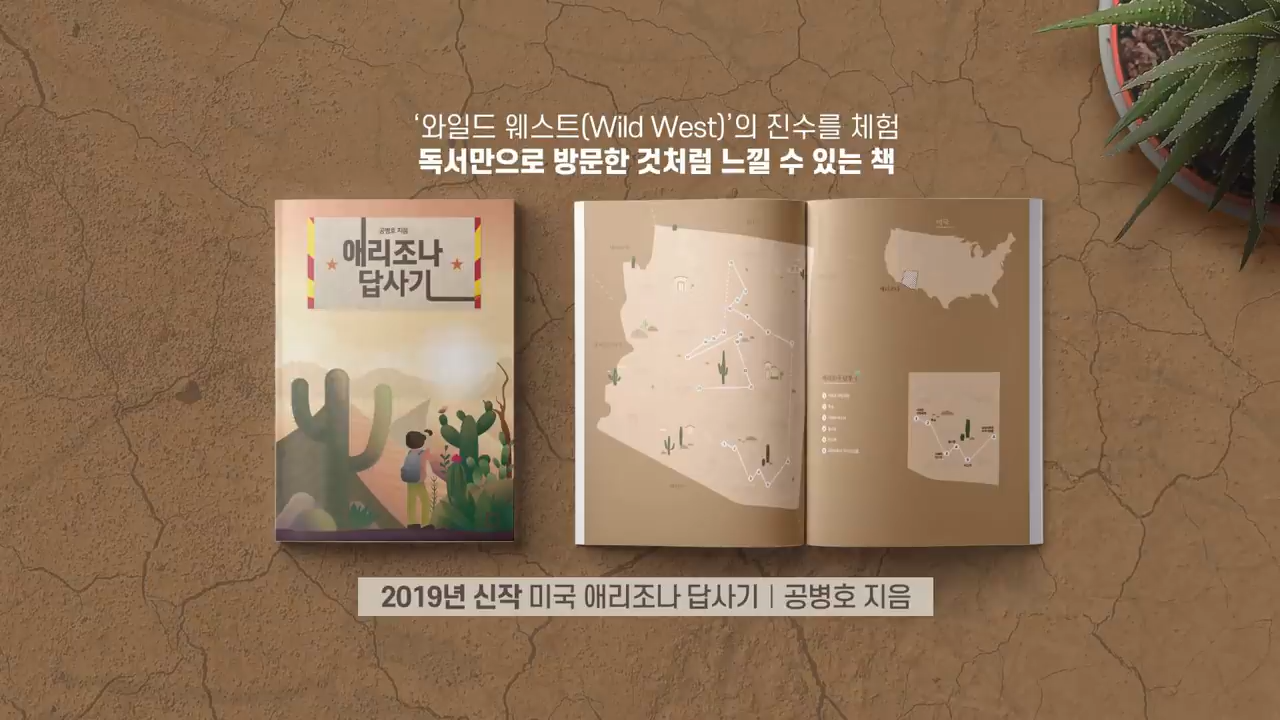 ‘와일드 웨스트(Wild West)’의 진수를 체험
독서만으로 방문한 것처럼 느낄 수 있는 책
공병호 지음
애리조나
답사기
2019년 신작 미국 애리조나 답사기 | 공병호 지음